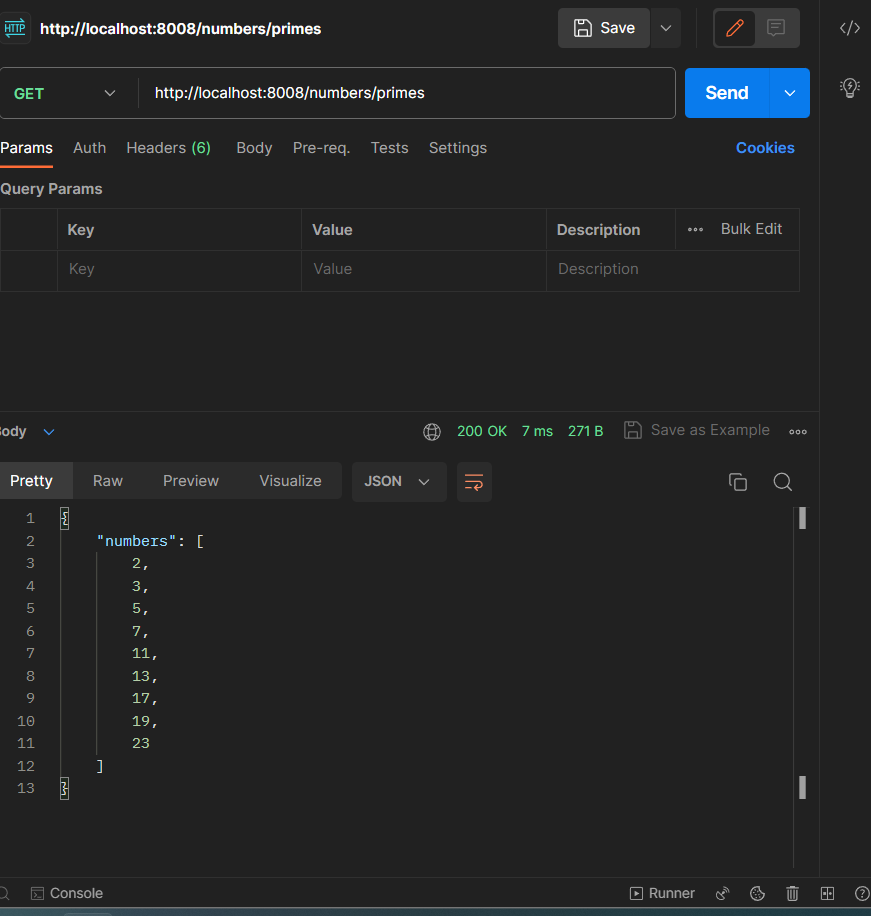 HTTP http://localhost:8008/numbers/primes Save
GET http://localhost:8008/numbers/primes Send
Params Auth Headers (6) Body Pre-req. Tests Settings Cookies
Query Params
Key Value Description Bulk Edit
Key Value Description
ody 200 OK 7 ms 271 B Save as Example
Pretty Raw Preview Visualize JSON
1 {
2 "numbers": [
3 2,
4 3,
5 5,
6 7,
7 11,
8 13,
9 17,
10 19,
11 23
12 ]
13 }
Console Runner